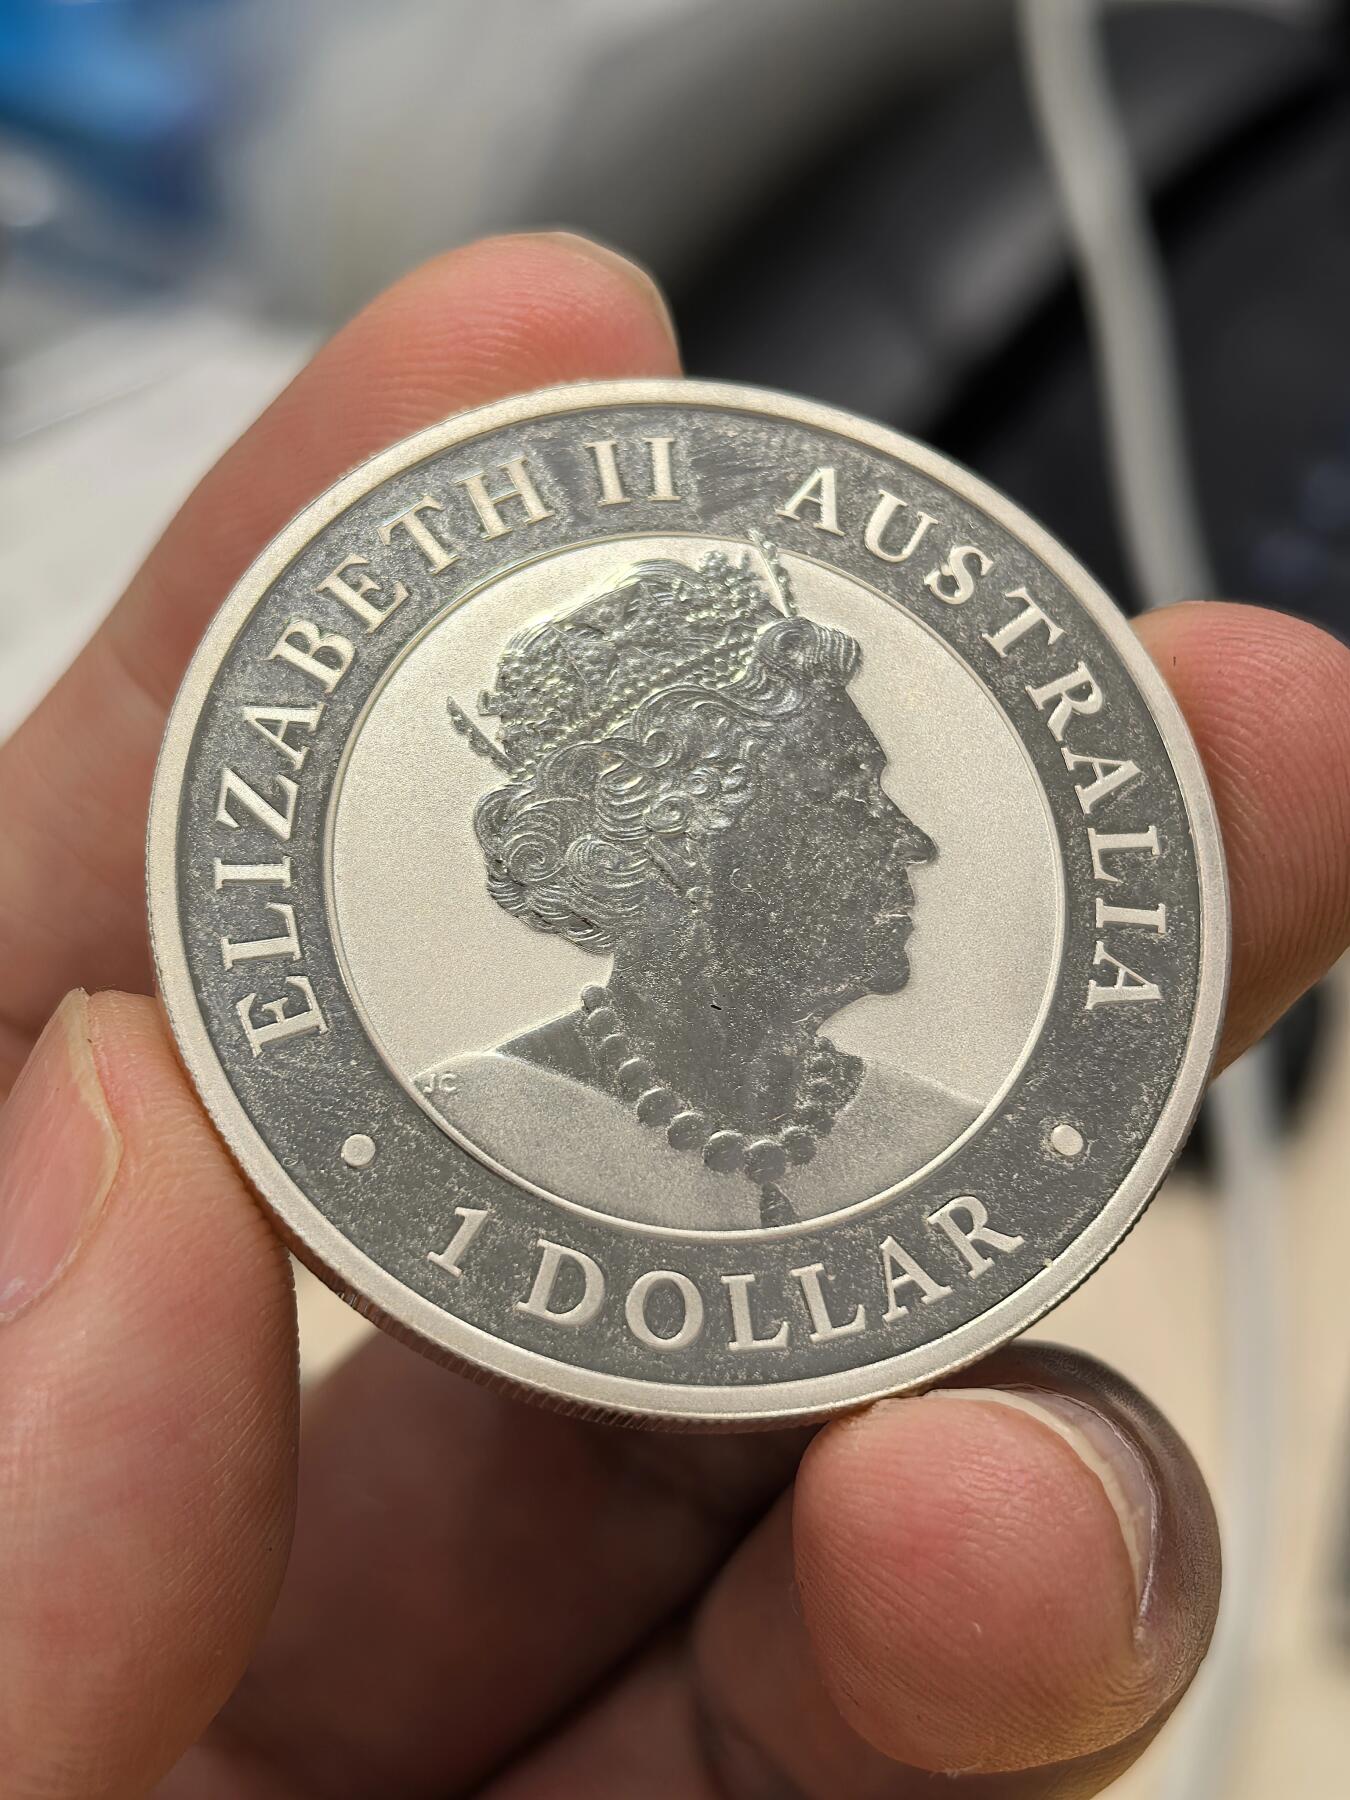 ELIZABETH II AUSTRALIA
JC
• 1 DOLLAR •